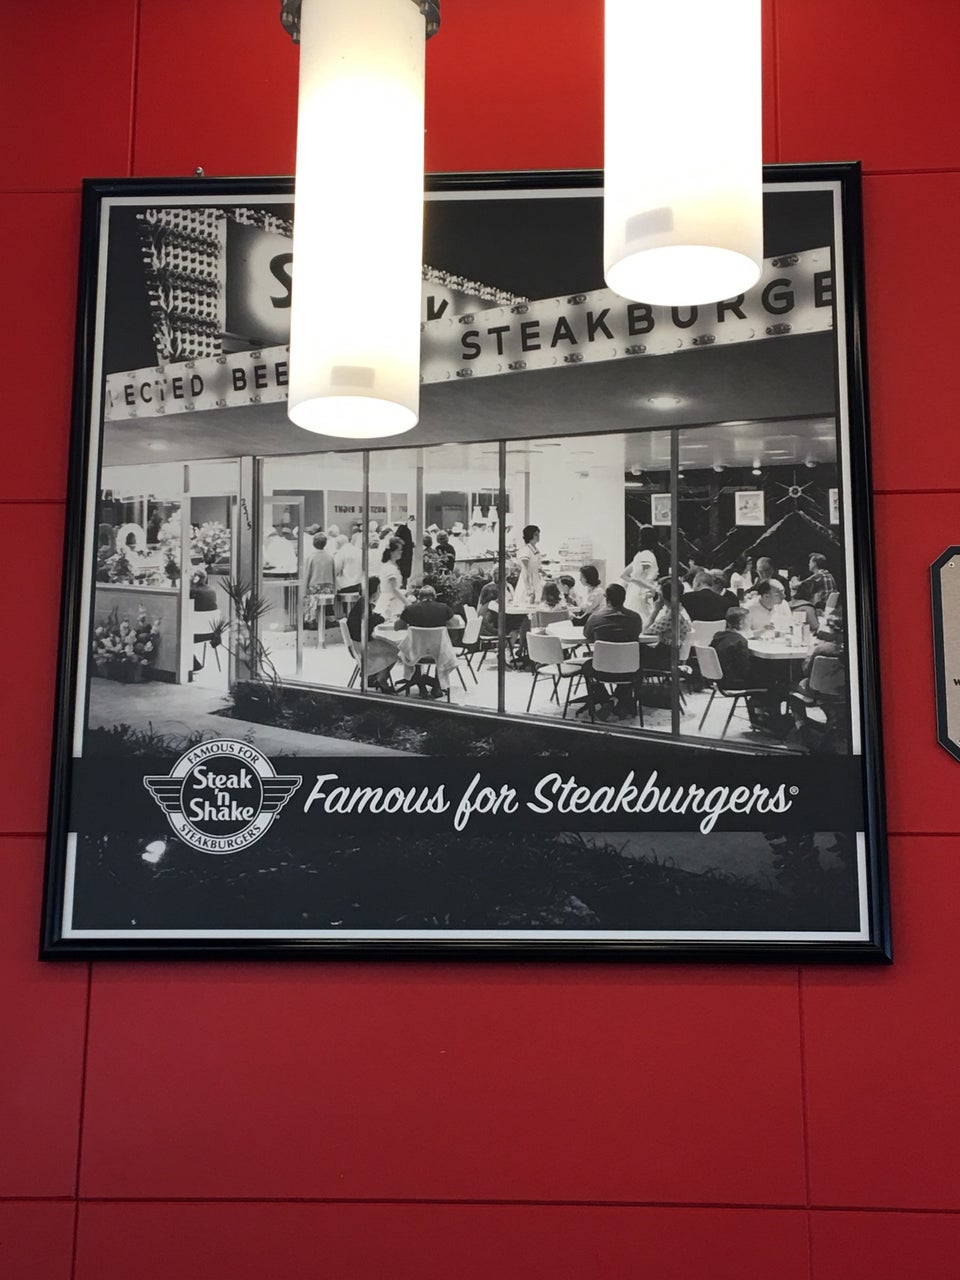 S
STEAKBURGE
ECTED BEE
FAMOUS FOR
Steak
'n
Shake
STEAKBURGERS
Famous for Steakburgers®